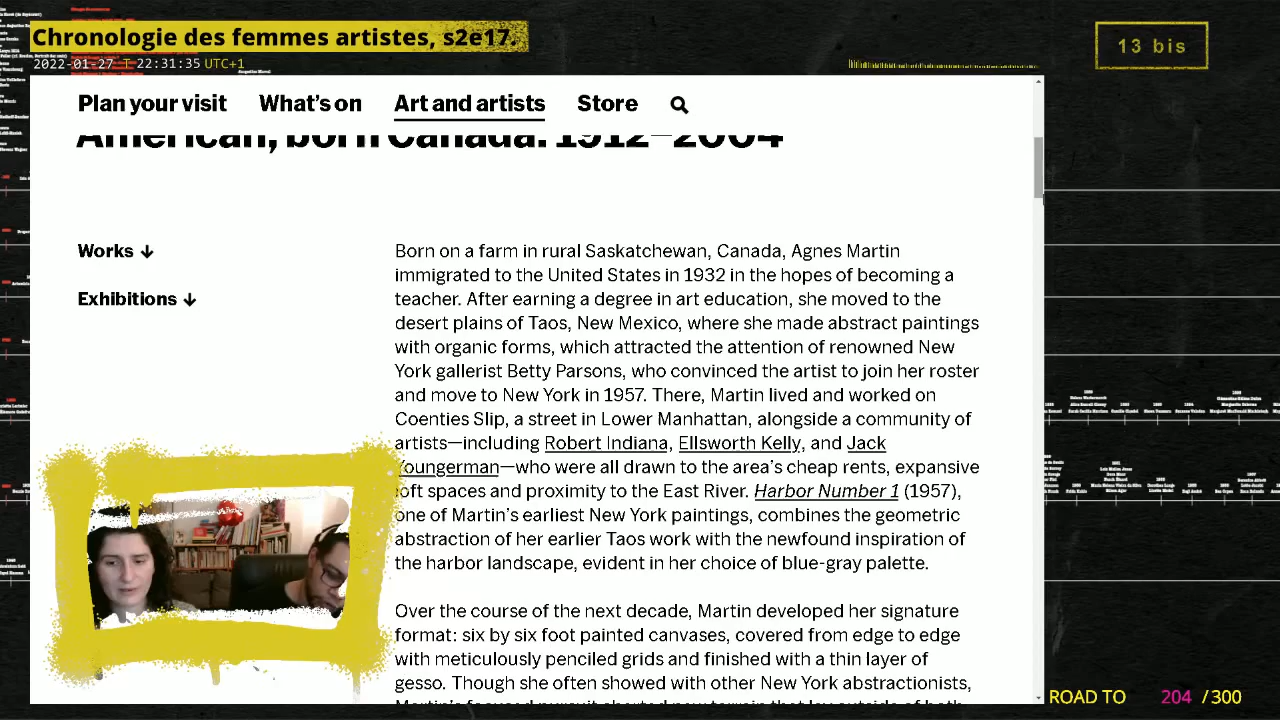 Chronologie des femmes artistes, s2e17.
2022-01-27 T 22:31:35 UTC+1
13 bis
Plan your visit What's on Art and artists Store
American, born Canada. 1912–2004
Works ↓
Exhibitions ↓
Born on a farm in rural Saskatchewan, Canada, Agnes Martin
immigrated to the United States in 1932 in the hopes of becoming a
teacher. After earning a degree in art education, she moved to the
desert plains of Taos, New Mexico, where she made abstract paintings
with organic forms, which attracted the attention of renowned New
York gallerist Betty Parsons, who convinced the artist to join her roster
and move to New York in 1957. There, Martin lived and worked on
Coenties Slip, a street in Lower Manhattan, alongside a community of
artists—including Robert Indiana, Ellsworth Kelly, and Jack
Youngerman—who were all drawn to the area's cheap rents, expansive
loft spaces and proximity to the East River. Harbor Number 1 (1957),
one of Martin's earliest New York paintings, combines the geometric
abstraction of her earlier Taos work with the newfound inspiration of
the harbor landscape, evident in her choice of blue-gray palette.
Over the course of the next decade, Martin developed her signature
format: six by six foot painted canvases, covered from edge to edge
with meticulously penciled grids and finished with a thin layer of
gesso. Though she often showed with other New York abstractionists,
ROAD TO 204 / 300